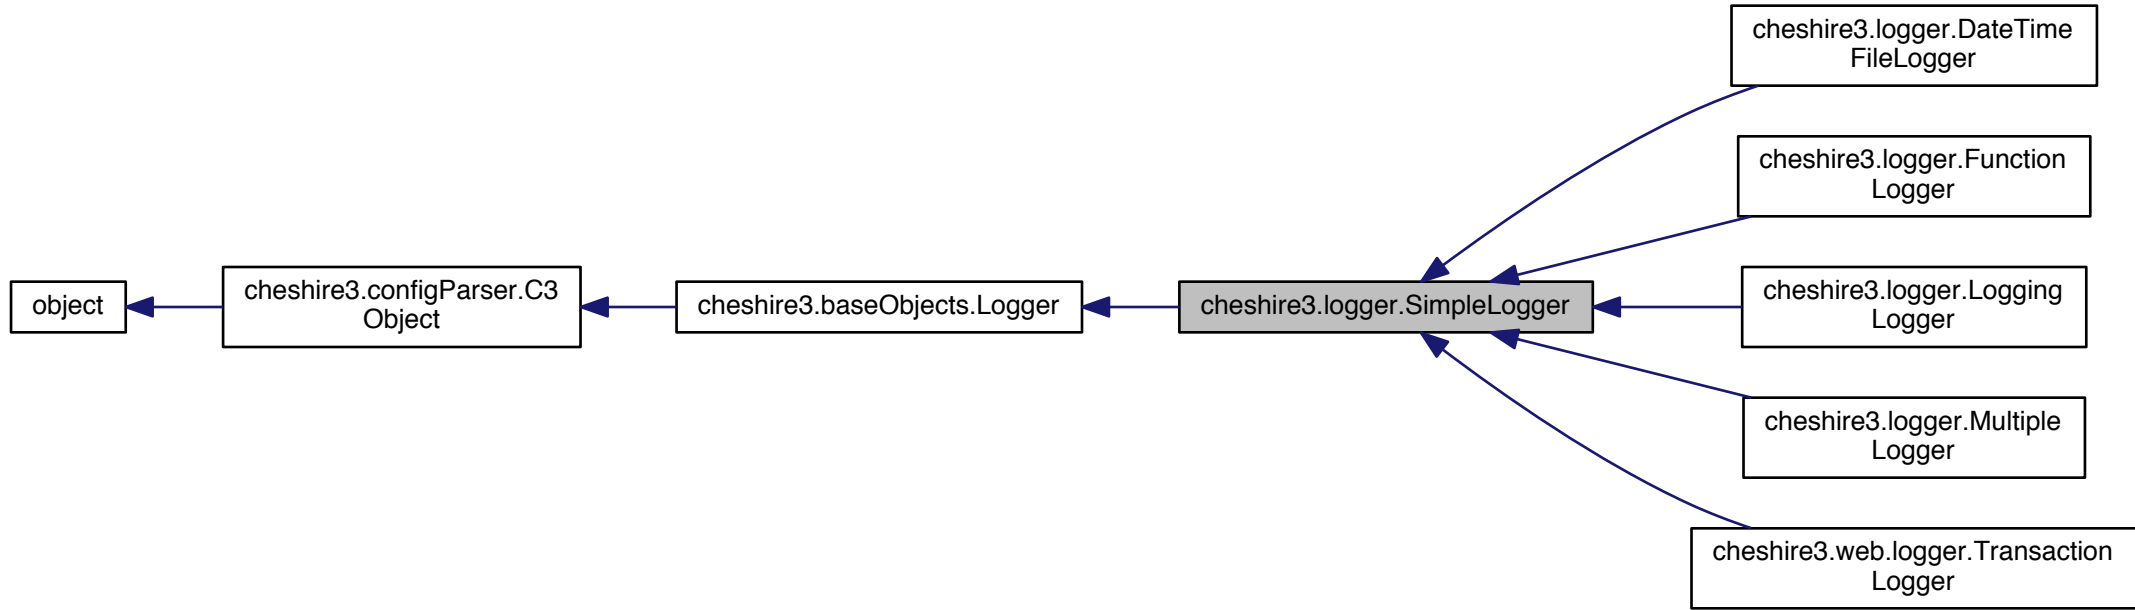 object
cheshire3.configParser.C3
Object
cheshire3.baseObjects.Logger
cheshire3.logger.SimpleLogger
cheshire3.logger.DateTime
FileLogger
cheshire3.logger.Function
Logger
cheshire3.logger.Logging
Logger
cheshire3.logger.Multiple
Logger
cheshire3.web.logger.Transaction
Logger